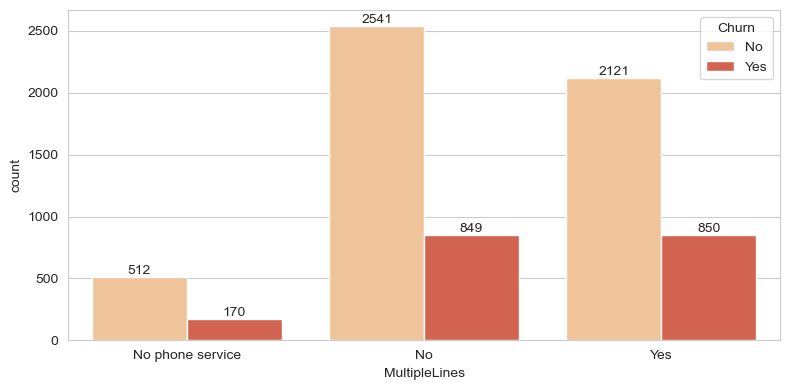 2541
Churn
No
Yes
2121
849
850
512
170
count
2500
2000
1500
1000
500
0
No phone service
No
Yes
MultipleLines